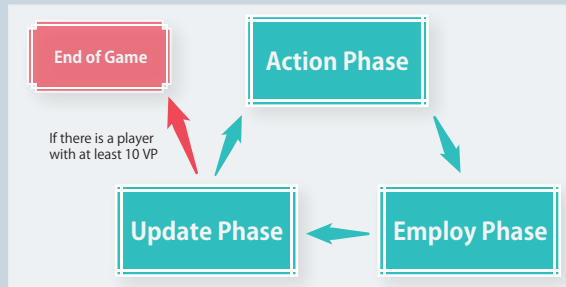 End of Game
Action Phase
If there is a player
with at least 10 VP
Update Phase
Employ Phase